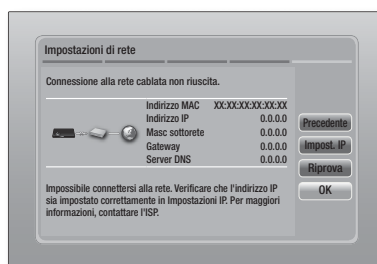 Impostazioni di rete
Connessione alla rete cablata non riuscita.
Indirizzo MAC XX:XX:XX:XX:XX:XX
Indirizzo IP 0.0.0.0
Masc sottorete 0.0.0.0
Gateway 0.0.0.0
Server DNS 0.0.0.0
Impossibile connettersi alla rete. Verificare che l'indirizzo IP
sia impostato correttamente in Impostazioni IP. Per maggiori
informazioni, contattare l'ISP.
Precedente
Impost. IP
Riprova
OK